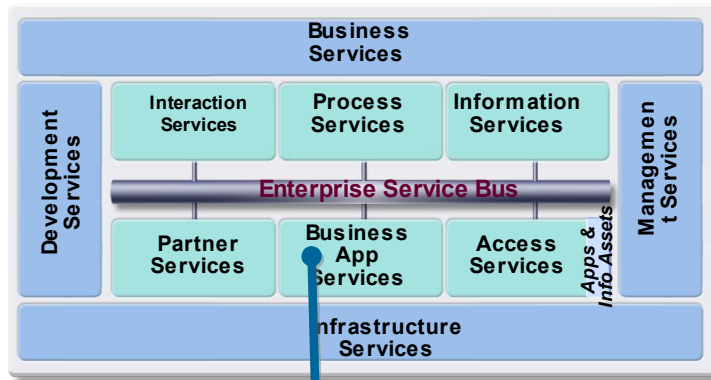 Business
Services
Development
Services
Interaction
Services
Process
Services
Information
Services
Managemen
t Services
Enterprise Service Bus
Partner
Services
Business
App
Services
Access
Services
Apps &
Info Assets
Infrastructure
Services